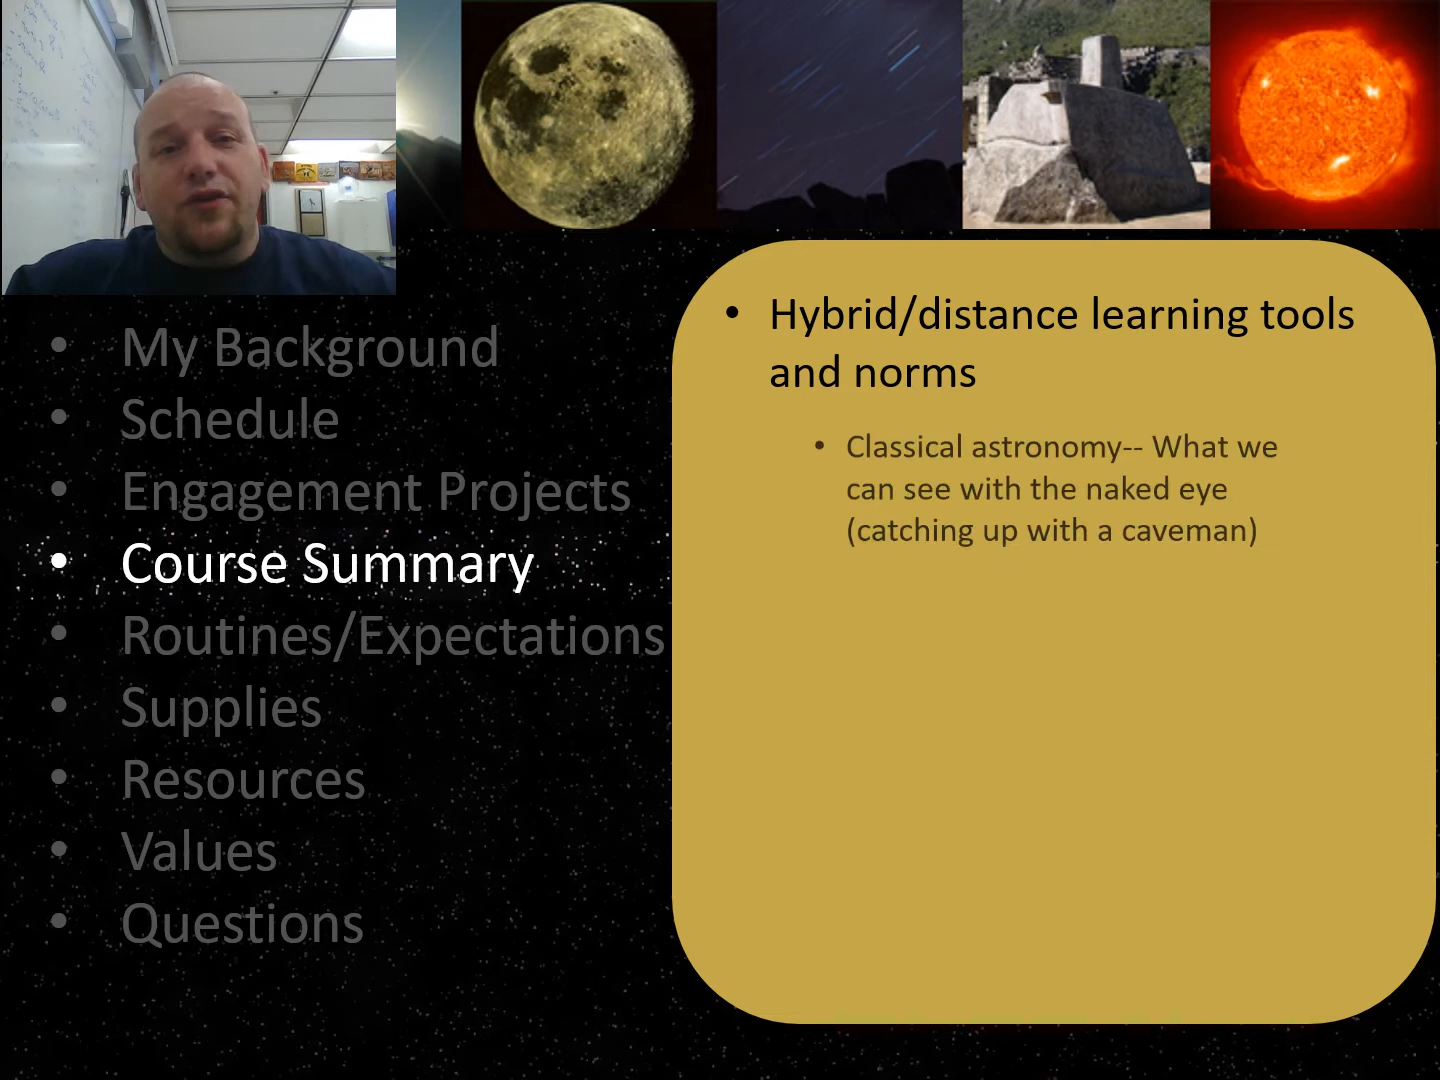 • My Background
• Schedule
• Engagement Projects
• Course Summary
• Routines/Expectations
• Supplies
• Resources
• Values
• Questions
• Hybrid/distance learning tools
and norms
• Classical astronomy-- What we
can see with the naked eye
(catching up with a caveman)